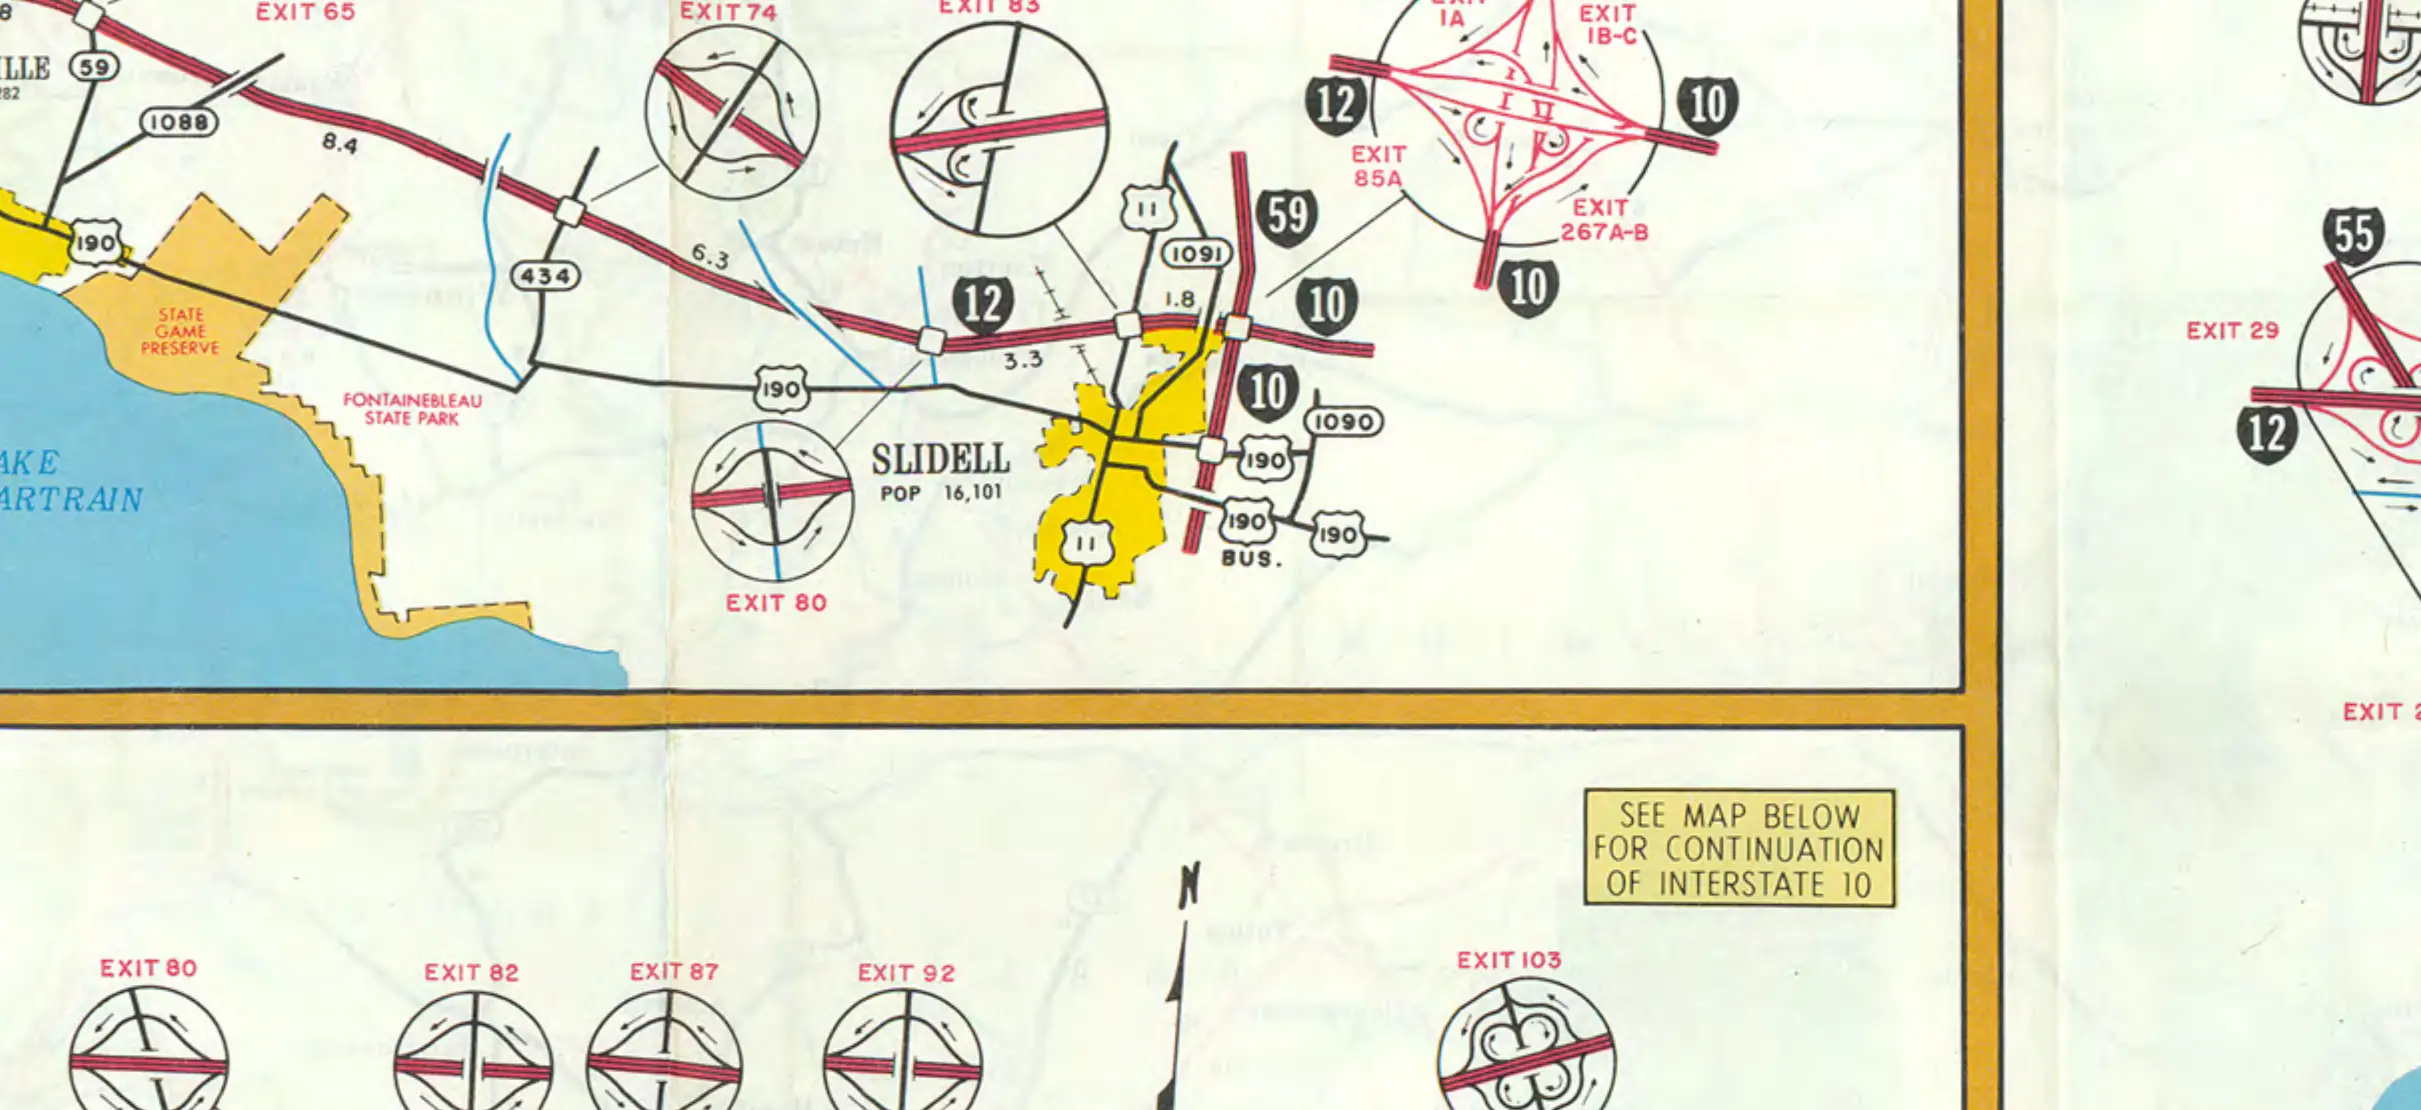 EXIT 65
EXIT 74
EXIT 83
EXIT
1A
EXIT
1B-C
8
59
ILLE
282
1088
8.4
12
10
EXIT
85A
EXIT
267A-B
10
190
434
6.3
11
1091
59
1.8
12
10
3.3
STATE
GAME
PRESERVE
FONTAINEBLEAU
STATE PARK
190
10
1090
190
SLIDELL
POP 16,101
190
BUS.
190
11
AKE
ARTRAIN
EXIT 80
55
EXIT 29
12
EXIT 2
SEE MAP BELOW
FOR CONTINUATION
OF INTERSTATE 10
N
EXIT 80
EXIT 82
EXIT 87
EXIT 92
EXIT 103